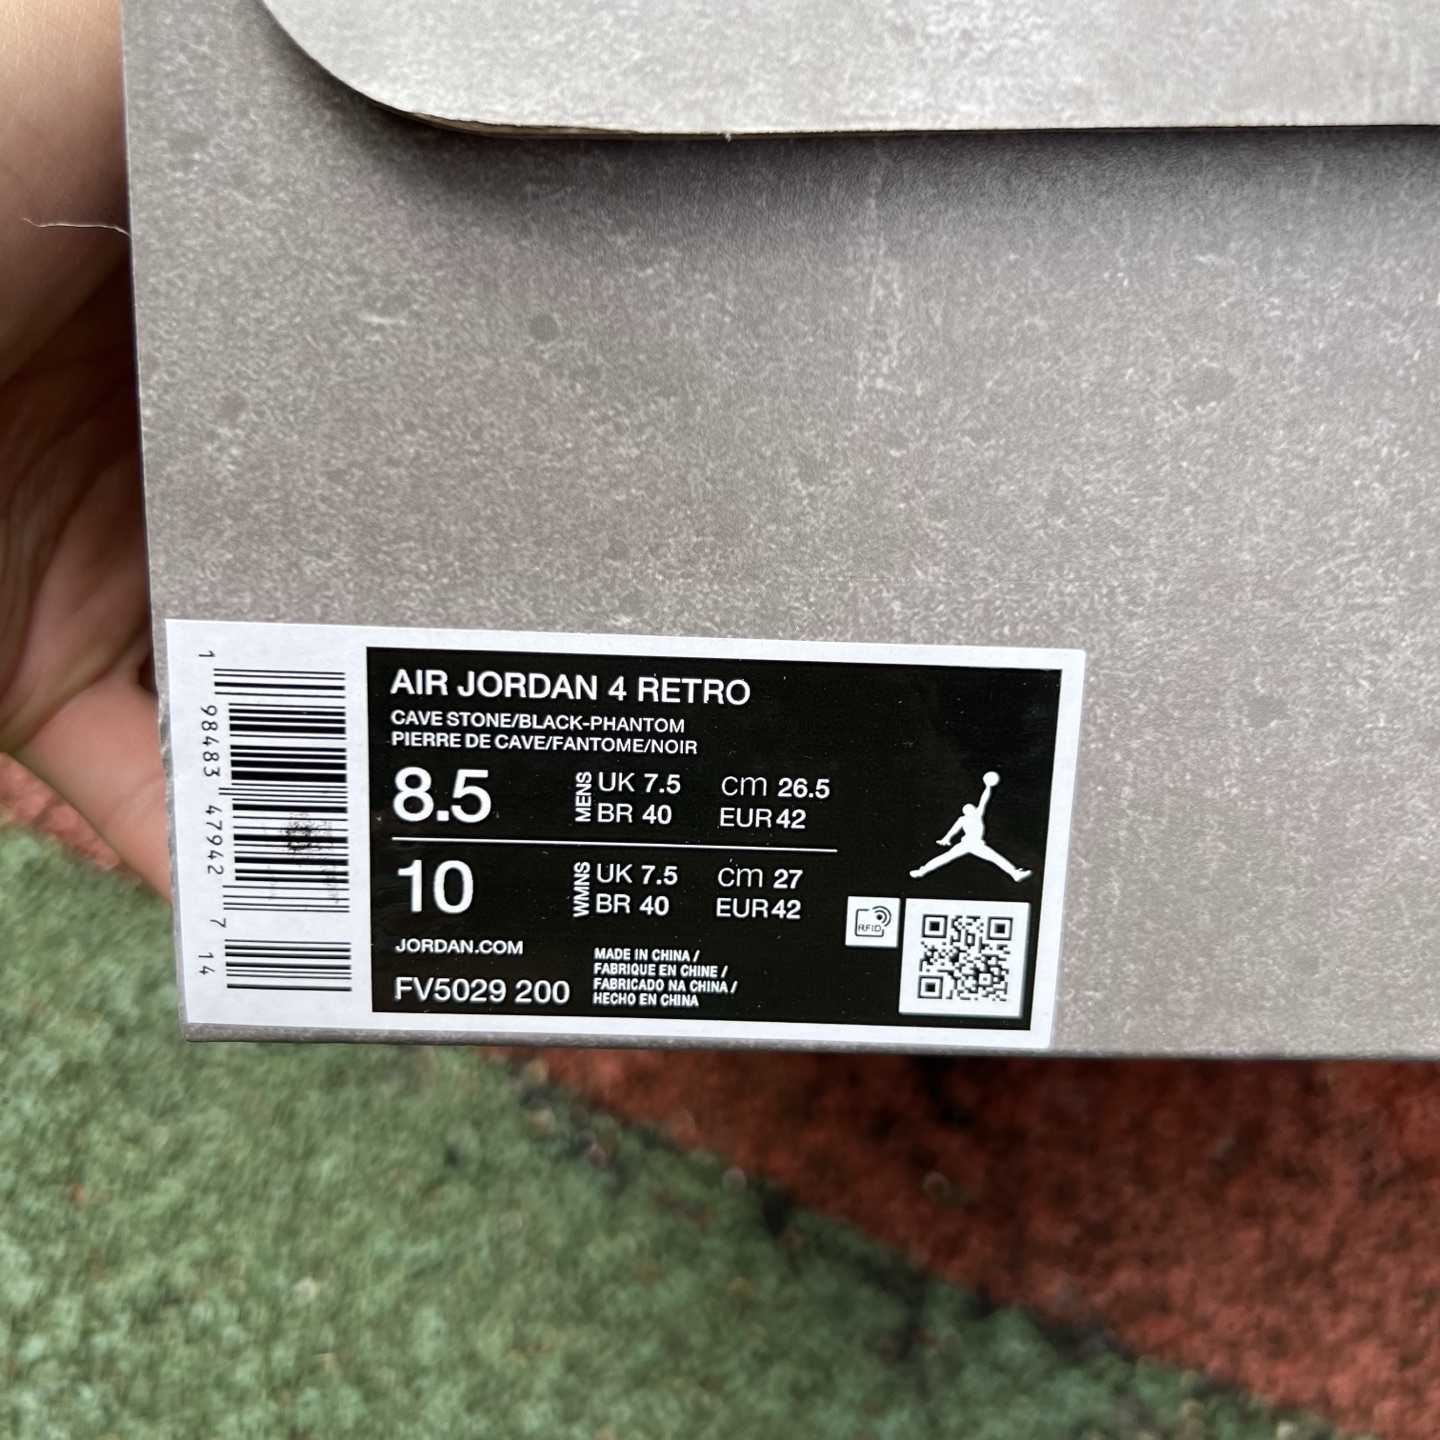 AIR JORDAN 4 RETRO
CAVE STONE/BLACK-PHANTOM
PIERRE DE CAVE/FANTOME/NOIR
8.5 MENS UK 7.5 cm 26.5
BR 40 EUR 42
10 WMNS UK 7.5 cm 27
BR 40 EUR 42
JORDAN.COM
FV5029 200
MADE IN CHINA /
FABRIQUE EN CHINE /
FABRICADO NA CHINA /
HECHO EN CHINA
RFID
1 98483 47942 7 14